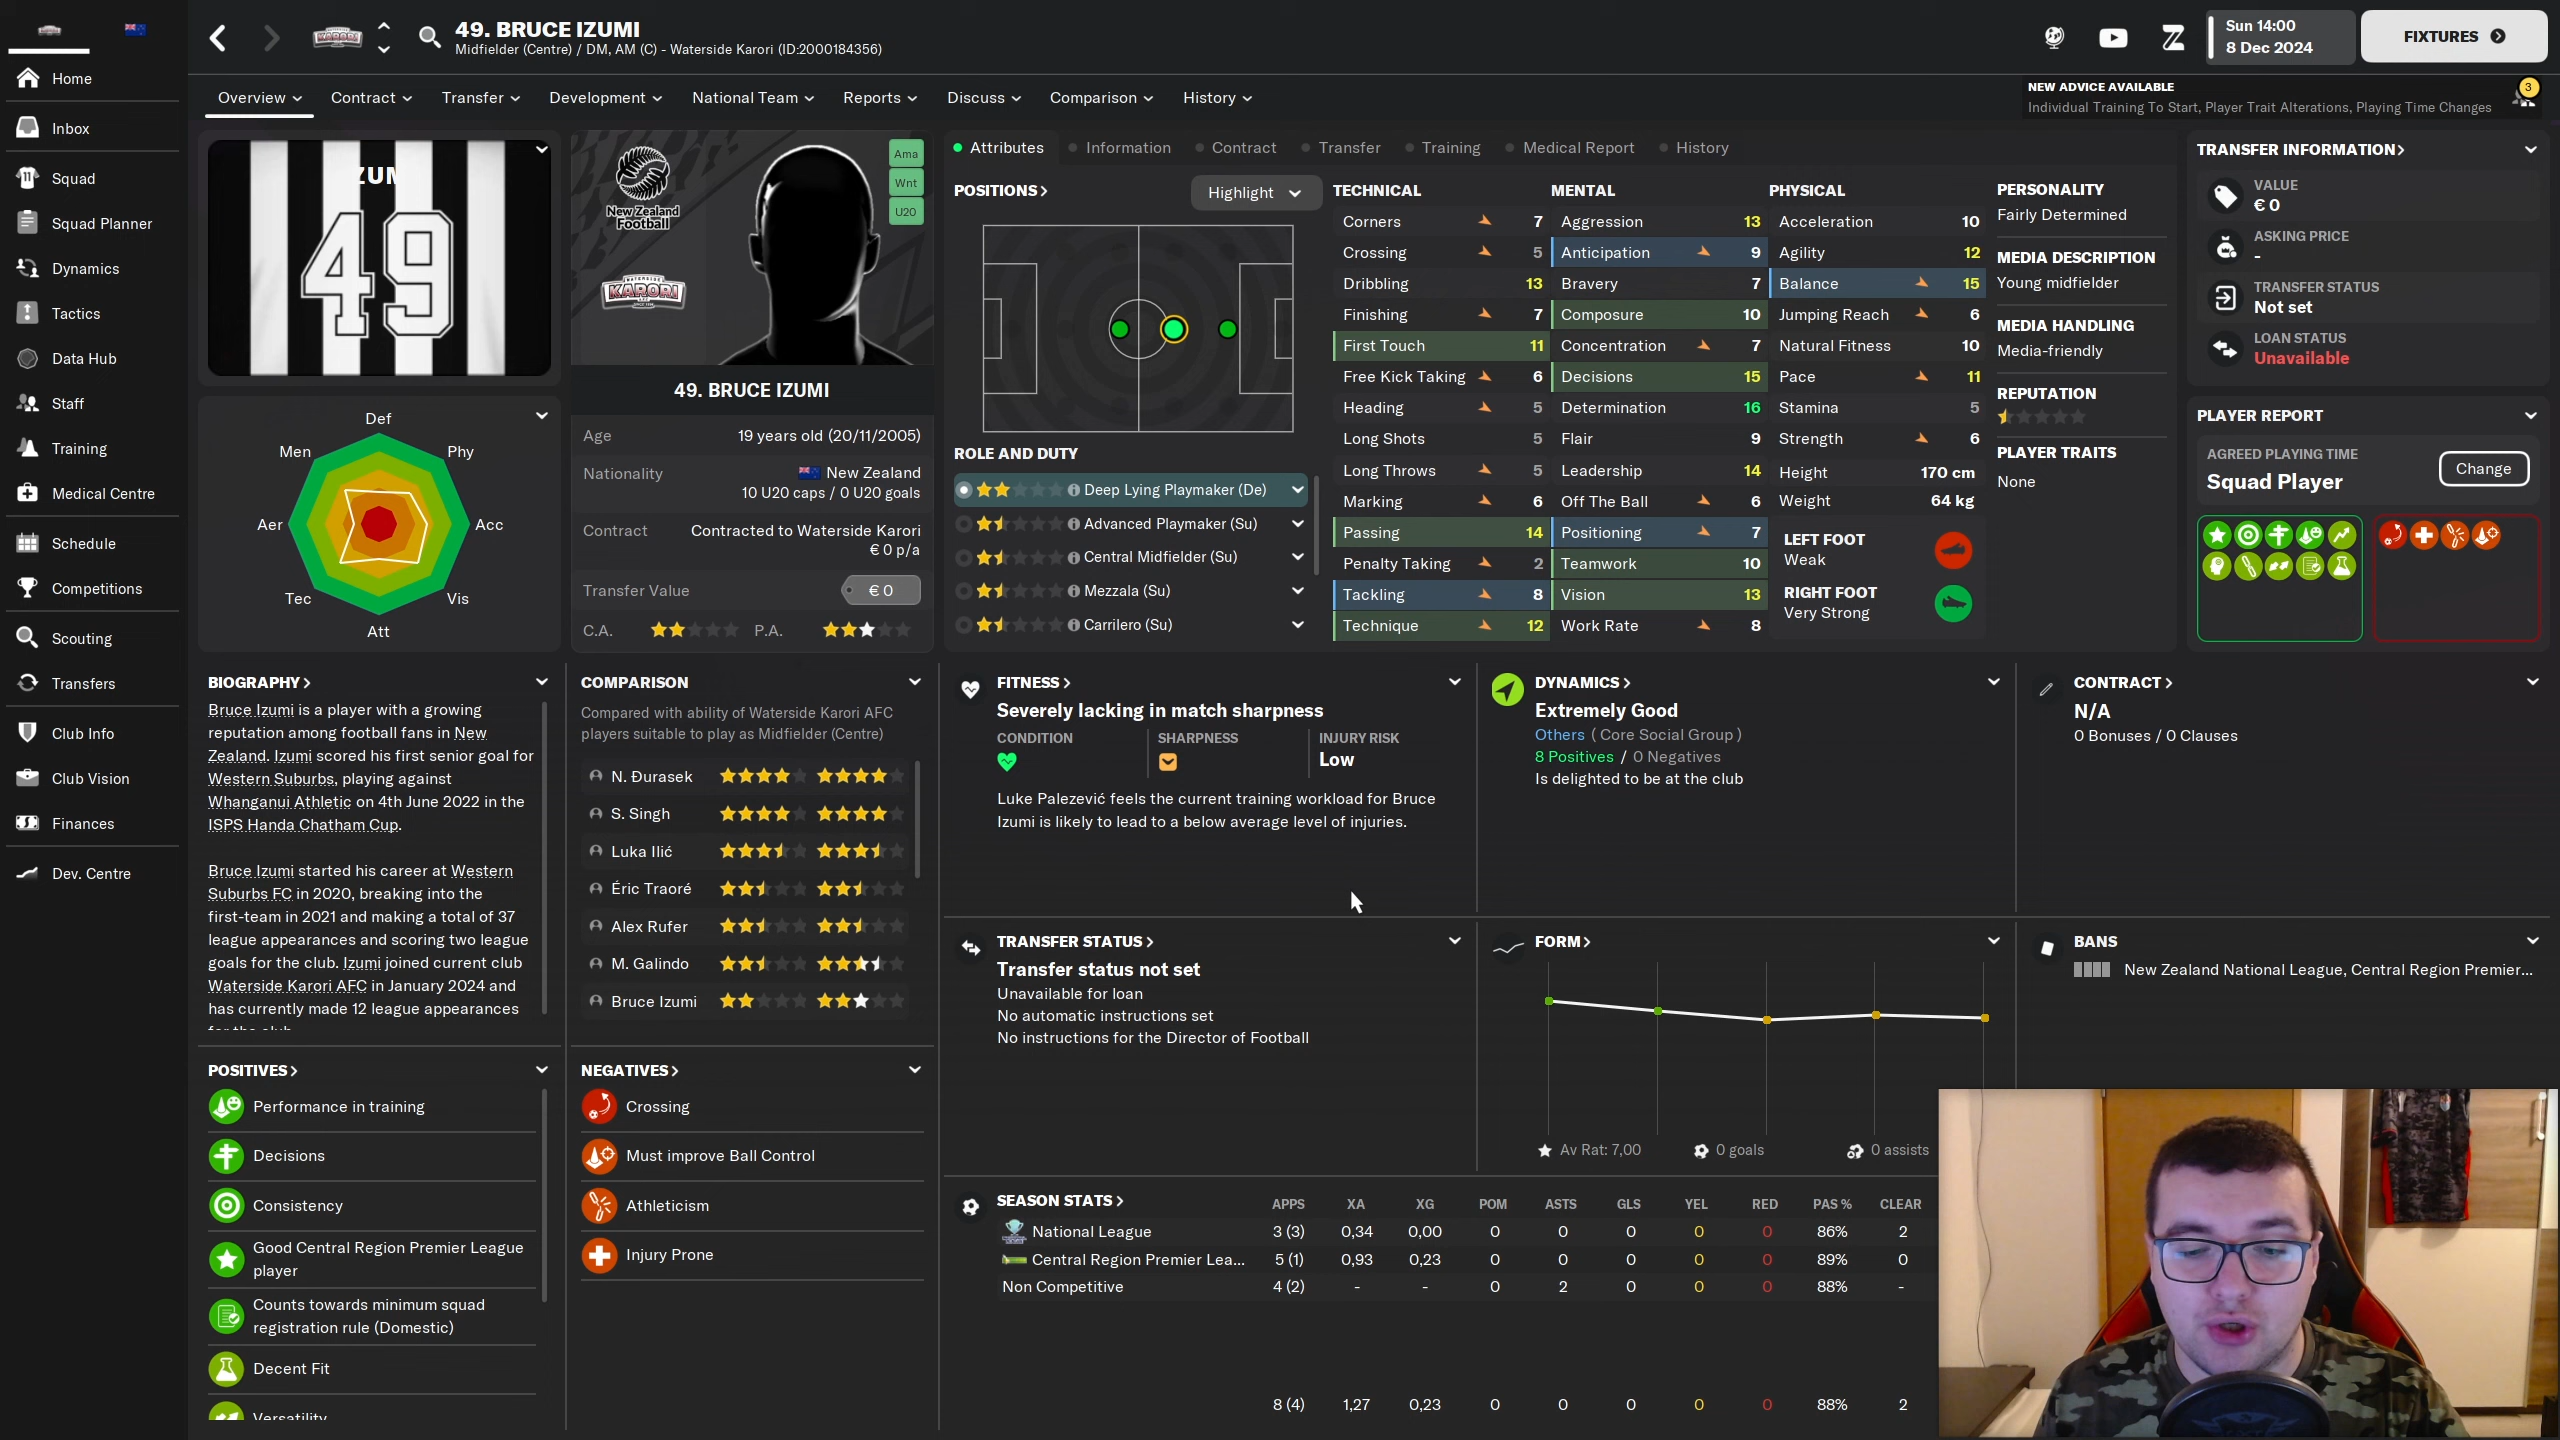 49. BRUCE IZUMI
Midfielder (Centre) / DM, AM (C) - Waterside Karori (ID:2000184356)
Sun 14:00
8 Dec 2024
FIXTURES
Home
Inbox
Squad
Squad Planner
Dynamics
Tactics
Data Hub
Staff
Training
Medical Centre
Schedule
Competitions
Scouting
Transfers
Club Info
Club Vision
Finances
Dev. Centre
Overview
Contract
Transfer
Development
National Team
Reports
Discuss
Comparison
History
NEW ADVICE AVAILABLE
Individual Training To Start, Player Trait Alterations, Playing Time Changes
3
ZUM
49
Def
Men
Phy
Aer
Acc
Tec
Vis
Att
New Zealand
Football
KARORI
Ama
Wnt
U20
49. BRUCE IZUMI
Age 19 years old (20/11/2005)
Nationality New Zealand
10 U20 caps / 0 U20 goals
Contract Contracted to Waterside Karori
€ 0 p/a
Transfer Value € 0
C.A. P.A.
Attributes
Information
Contract
Transfer
Training
Medical Report
History
POSITIONS
Highlight
ROLE AND DUTY
Deep Lying Playmaker (De)
Advanced Playmaker (Su)
Central Midfielder (Su)
Mezzala (Su)
Carrilero (Su)
TECHNICAL
Corners 7
Crossing 5
Dribbling 13
Finishing 7
First Touch 11
Free Kick Taking 6
Heading 5
Long Shots 5
Long Throws 5
Marking 6
Passing 14
Penalty Taking 2
Tackling 8
Technique 12
MENTAL
Aggression 13
Anticipation 9
Bravery 7
Composure 10
Concentration 7
Decisions 15
Determination 16
Flair 9
Leadership 14
Off The Ball 6
Positioning 7
Teamwork 10
Vision 13
Work Rate 8
PHYSICAL
Acceleration 10
Agility 12
Balance 15
Jumping Reach 6
Natural Fitness 10
Pace 11
Stamina 5
Strength 6
Height 170 cm
Weight 64 kg
LEFT FOOT
Weak
RIGHT FOOT
Very Strong
PERSONALITY
Fairly Determined
MEDIA DESCRIPTION
Young midfielder
MEDIA HANDLING
Media-friendly
REPUTATION
PLAYER TRAITS
None
TRANSFER INFORMATION
VALUE
€ 0
ASKING PRICE
-
TRANSFER STATUS
Not set
LOAN STATUS
Unavailable
PLAYER REPORT
AGREED PLAYING TIME
Squad Player
Change
BIOGRAPHY
Bruce Izumi is a player with a growing
reputation among football fans in New
Zealand. Izumi scored his first senior goal for
Western Suburbs, playing against
Whanganui Athletic on 4th June 2022 in the
ISPS Handa Chatham Cup.
Bruce Izumi started his career at Western
Suburbs FC in 2020, breaking into the
first-team in 2021 and making a total of 37
league appearances and scoring two league
goals for the club. Izumi joined current club
Waterside Karori AFC in January 2024 and
has currently made 12 league appearances
for the club.
COMPARISON
Compared with ability of Waterside Karori AFC
players suitable to play as Midfielder (Centre)
N. Đurasek
S. Singh
Luka Ilić
Éric Traoré
Alex Rufer
M. Galindo
Bruce Izumi
FITNESS
Severely lacking in match sharpness
CONDITION
SHARPNESS
INJURY RISK
Low
Luke Palezević feels the current training workload for Bruce
Izumi is likely to lead to a below average level of injuries.
DYNAMICS
Extremely Good
Others ( Core Social Group )
8 Positives / 0 Negatives
Is delighted to be at the club
CONTRACT
N/A
0 Bonuses / 0 Clauses
TRANSFER STATUS
Transfer status not set
Unavailable for loan
No automatic instructions set
No instructions for the Director of Football
FORM
Av Rat: 7,00
0 goals
0 assists
BANS
New Zealand National League, Central Region Premier...
POSITIVES
Performance in training
Decisions
Consistency
Good Central Region Premier League
player
Counts towards minimum squad
registration rule (Domestic)
Decent Fit
Versatility
NEGATIVES
Crossing
Must improve Ball Control
Athleticism
Injury Prone
SEASON STATS APPS XA XG POM ASTS GLS YEL RED PAS % CLEAR
National League 3 (3) 0,34 0,00 0 0 0 0 0 86% 2
Central Region Premier Lea... 5 (1) 0,93 0,23 0 0 0 0 0 89% 0
Non Competitive 4 (2) - - 0 2 0 0 0 88% -
8 (4) 1,27 0,23 0 0 0 0 0 88% 2